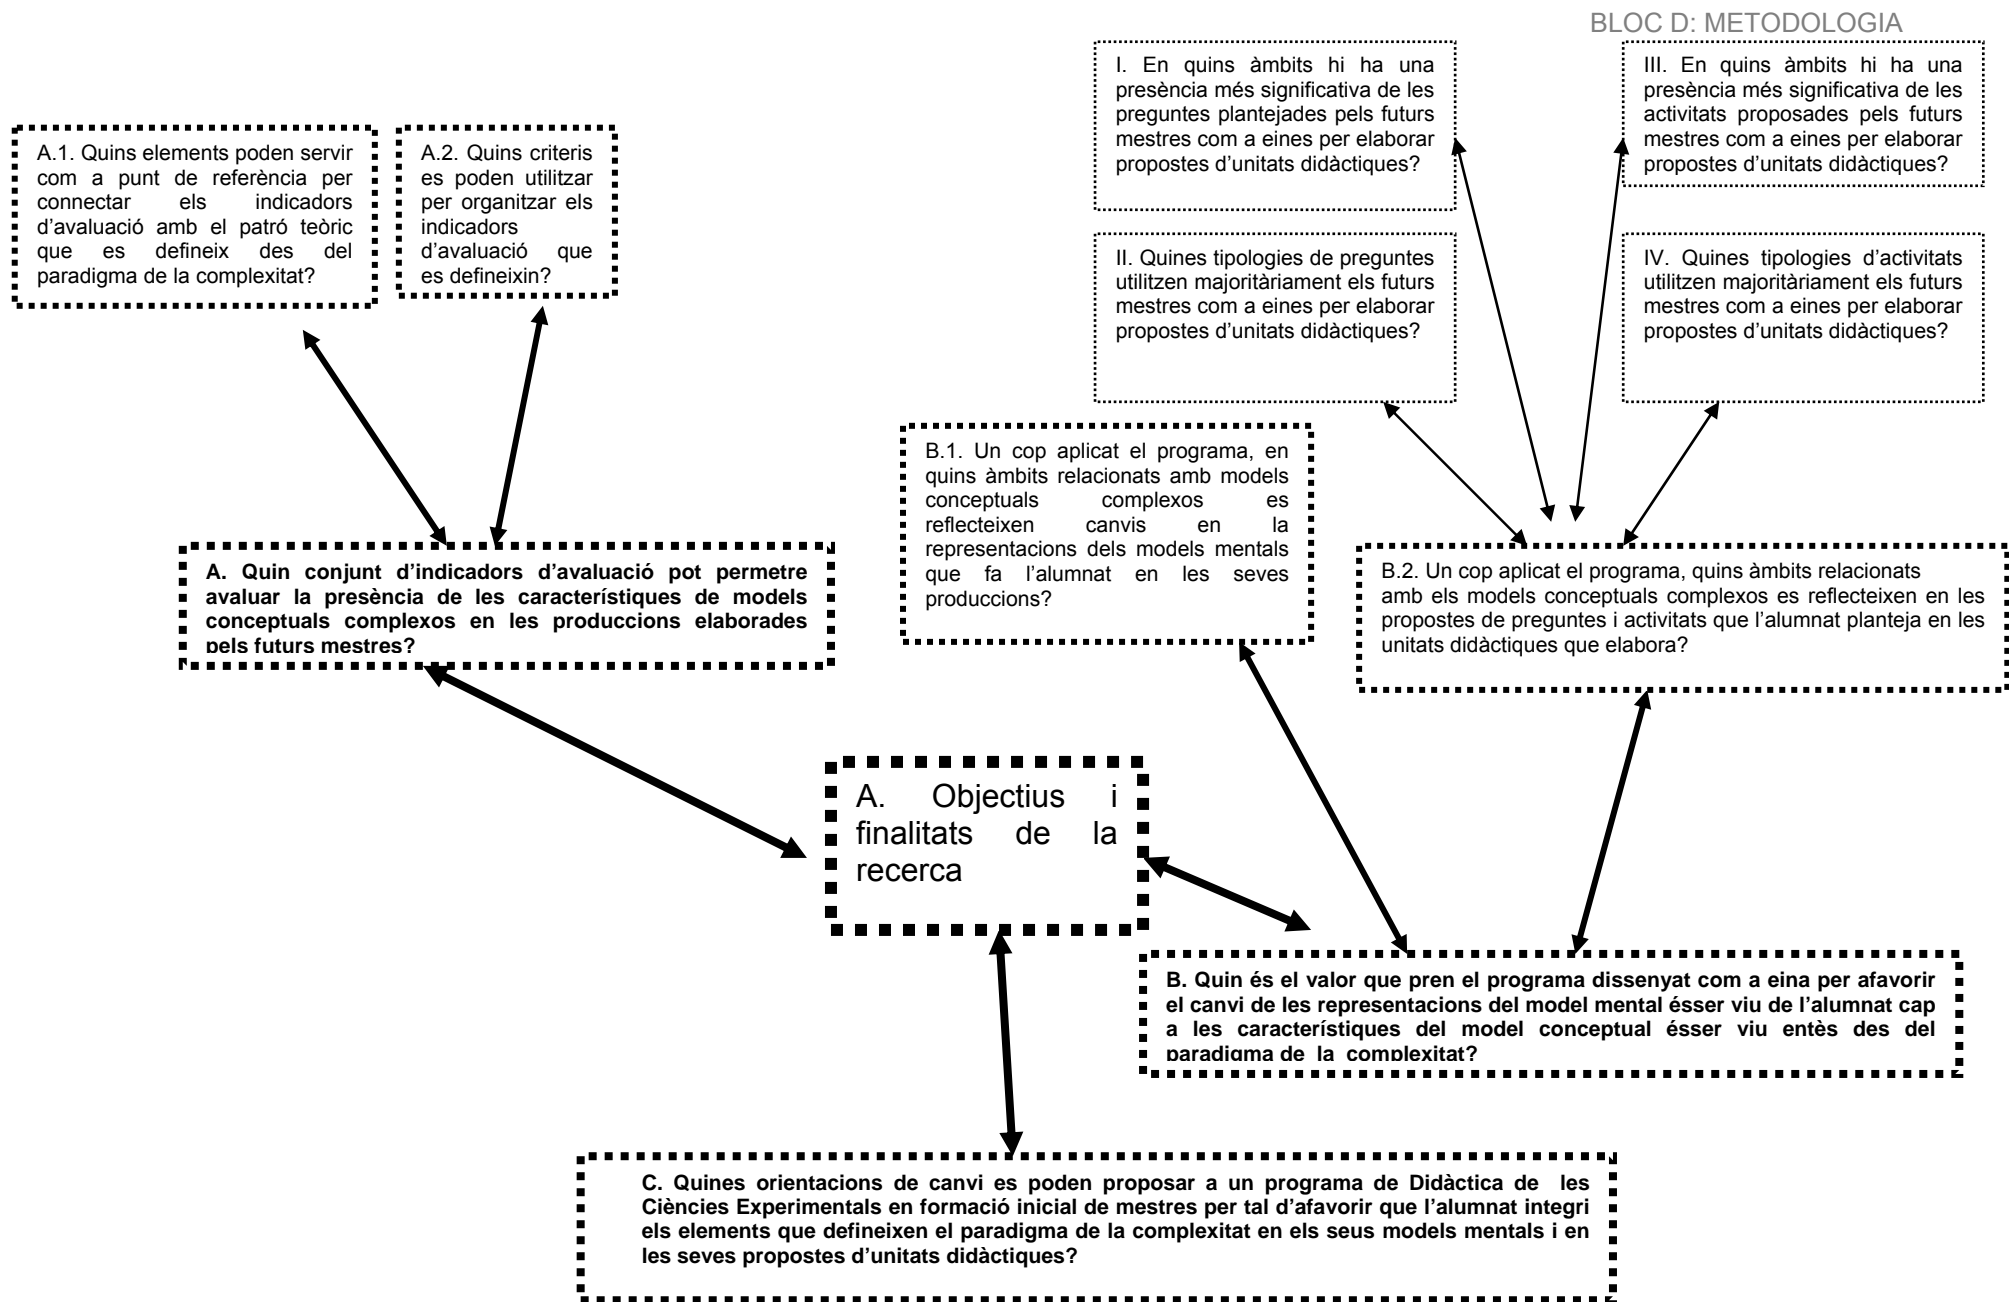 BLOC D: METODOLOGIA
I. En quins àmbits hi ha una
presència més significativa de les
preguntes plantejades pels futurs
mestres com a eines per elaborar
propostes d'unitats didàctiques?
III. En quins àmbits hi ha una
presència més significativa de les
activitats proposades pels futurs
mestres com a eines per elaborar
propostes d'unitats didàctiques?
A.1. Quins elements poden servir
com a punt de referència per
connectar els indicadors
d'avaluació amb el patró teòric
que es defineix des del
paradigma de la complexitat?
A.2. Quins criteris
es poden utilitzar
per organitzar els
indicadors
d'avaluació que
es defineixin?
II. Quines tipologies de preguntes
utilitzen majoritàriament els futurs
mestres com a eines per elaborar
propostes d'unitats didàctiques?
IV. Quines tipologies d'activitats
utilitzen majoritàriament els futurs
mestres com a eines per elaborar
propostes d'unitats didàctiques?
B.1. Un cop aplicat el programa, en
quins àmbits relacionats amb models
conceptuals complexos es
reflecteixen canvis en la
representacions dels models mentals
que fa l'alumnat en les seves
produccions?
B.2. Un cop aplicat el programa, quins àmbits relacionats
amb els models conceptuals complexos es reflecteixen en les
propostes de preguntes i activitats que l'alumnat planteja en les
unitats didàctiques que elabora?
A. Quin conjunt d'indicadors d'avaluació pot permetre
avaluar la presència de les característiques de models
conceptuals complexos en les produccions elaborades
pels futurs mestres?
A. Objectius i
finalitats de la
recerca
B. Quin és el valor que pren el programa dissenyat com a eina per afavorir
el canvi de les representacions del model mental ésser viu de l'alumnat cap
a les característiques del model conceptual ésser viu entès des del
paradigma de la complexitat?
C. Quines orientacions de canvi es poden proposar a un programa de Didàctica de les
Ciències Experimentals en formació inicial de mestres per tal d'afavorir que l'alumnat integri
els elements que defineixen el paradigma de la complexitat en els seus models mentals i en
les seves propostes d'unitats didàctiques?